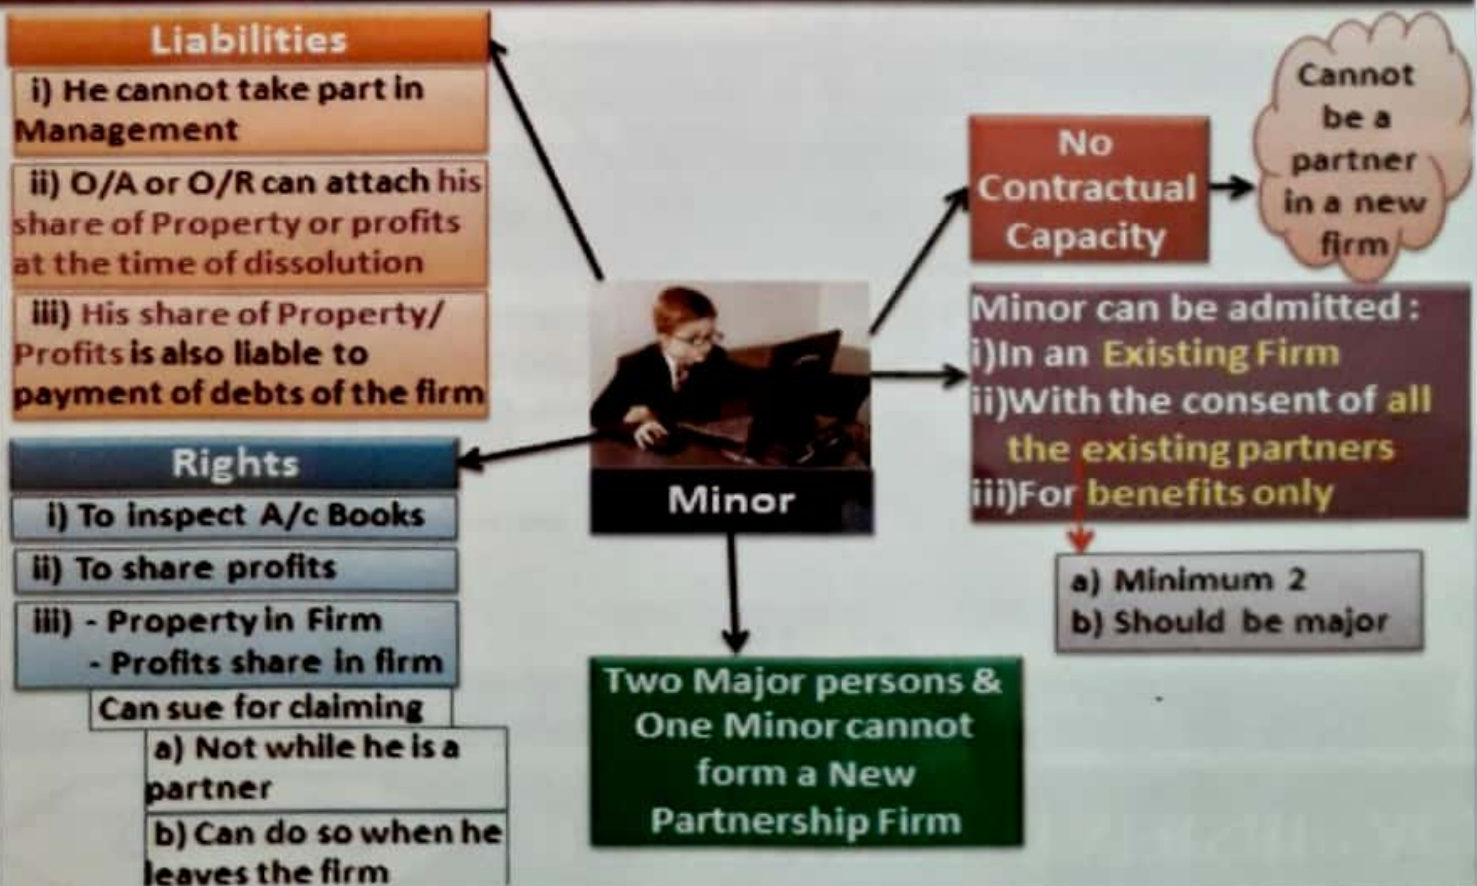 Liabilities
i) He cannot take part in
Management
ii) O/A or O/R can attach his
share of Property or profits
at the time of dissolution
iii) His share of Property/
Profits is also liable to
payment of debts of the firm
Rights
i) To inspect A/c Books
ii) To share profits
iii) - Property in Firm
- Profits share in firm
Can sue for claiming
a) Not while he is a
partner
b) Can do so when he
leaves the firm
Minor
Two Major persons &
One Minor cannot
form a New
Partnership Firm
No
Contractual
Capacity
Cannot
be a
partner
in a new
firm
Minor can be admitted :
i)In an Existing Firm
ii)With the consent of all
the existing partners
iii)For benefits only
a) Minimum 2
b) Should be major